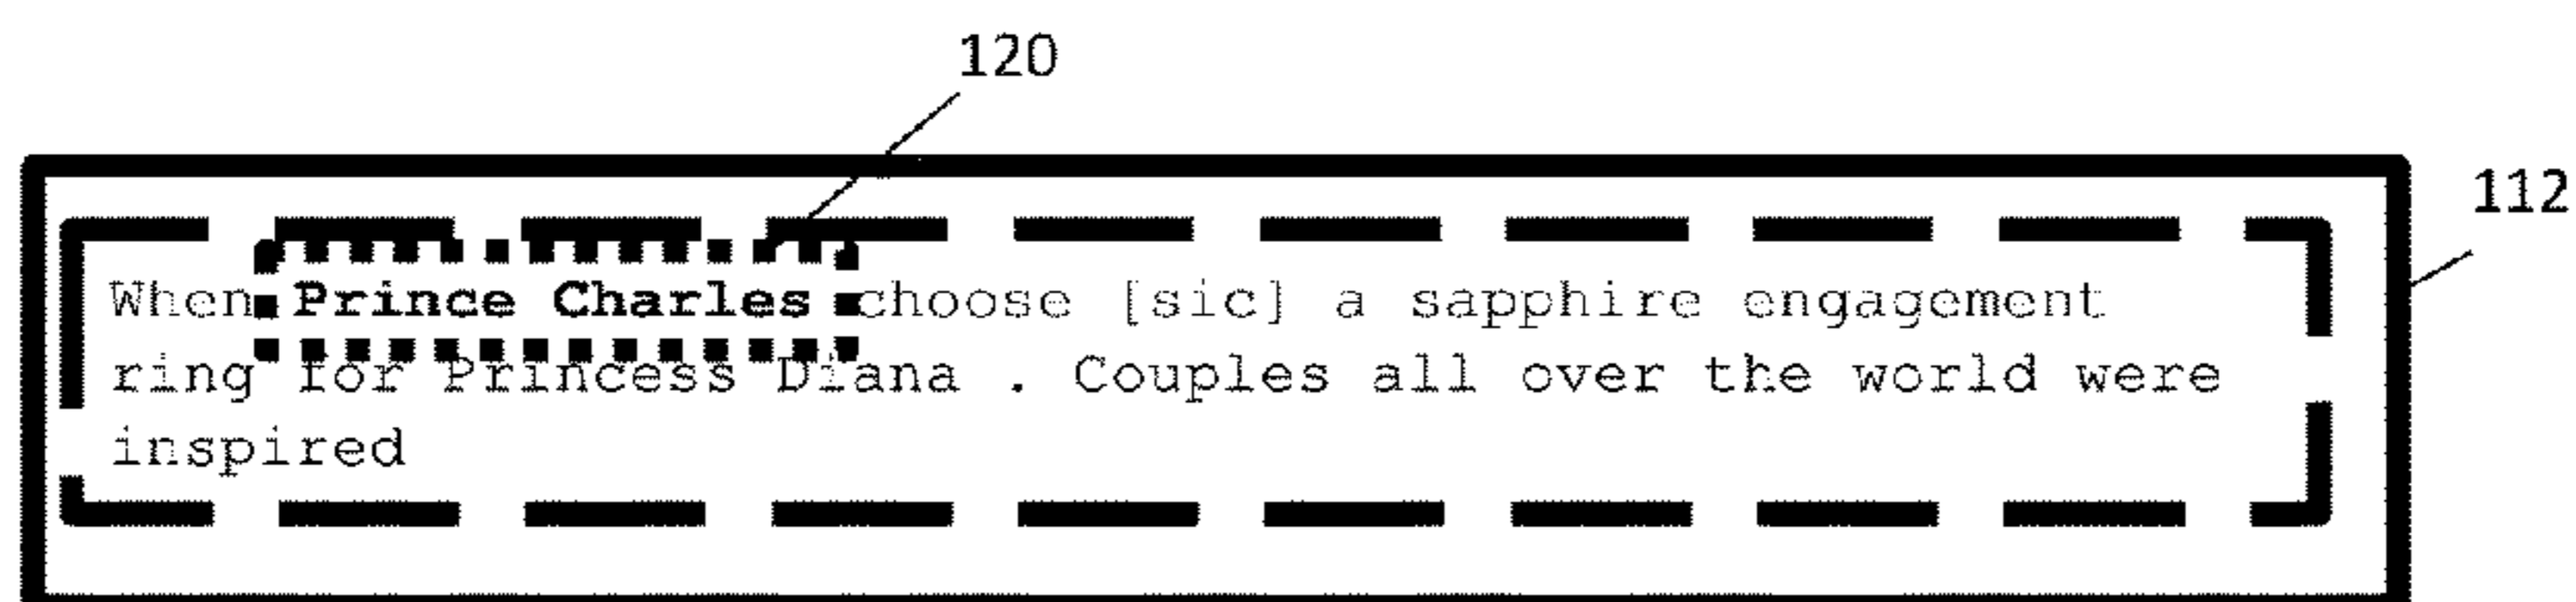 120
112
When Prince Charles choose [sic] a sapphire engagement
ring for Princess Diana . Couples all over the world were
inspired